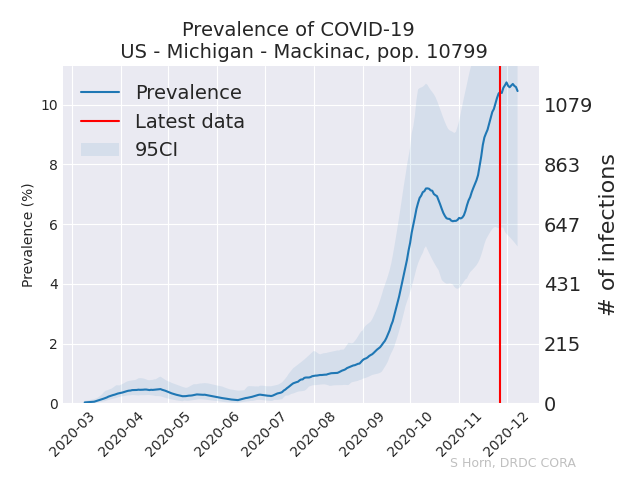 Prevalence of COVID-19
US - Michigan - Mackinac, pop. 10799
Prevalence
Latest data
95CI
Prevalence (%)
10
8
6
4
2
0
1079
863
647
431
215
0
# of infections
2020-03
2020-04
2020-05
2020-06
2020-07
2020-08
2020-09
2020-10
2020-11
2020-12
S Horn, DRDC CORA